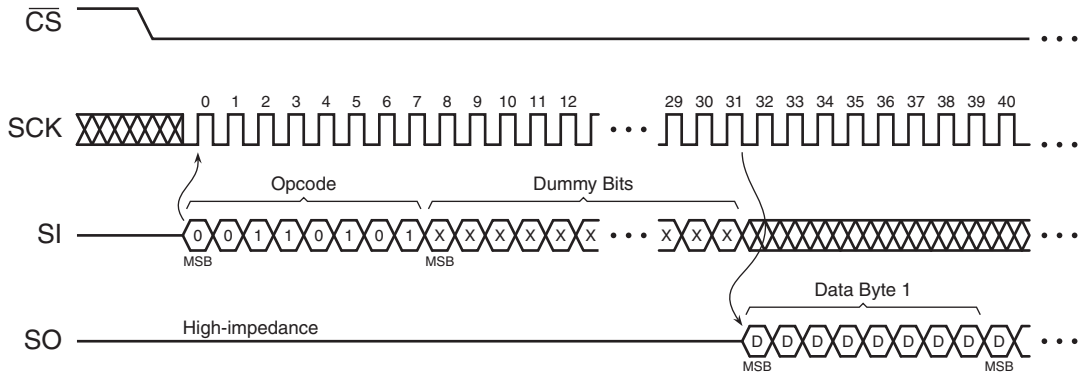 CS
0 1 2 3 4 5 6 7 8 9 10 11 12 29 30 31 32 33 34 35 36 37 38 39 40
SCK • • • • • •
Opcode Dummy Bits
SI 0 0 1 1 0 1 0 1 X X X X X X • • • X X X • • •
MSB MSB
Data Byte 1
High-impedance
SO D D D D D D D D D • • •
MSB MSB